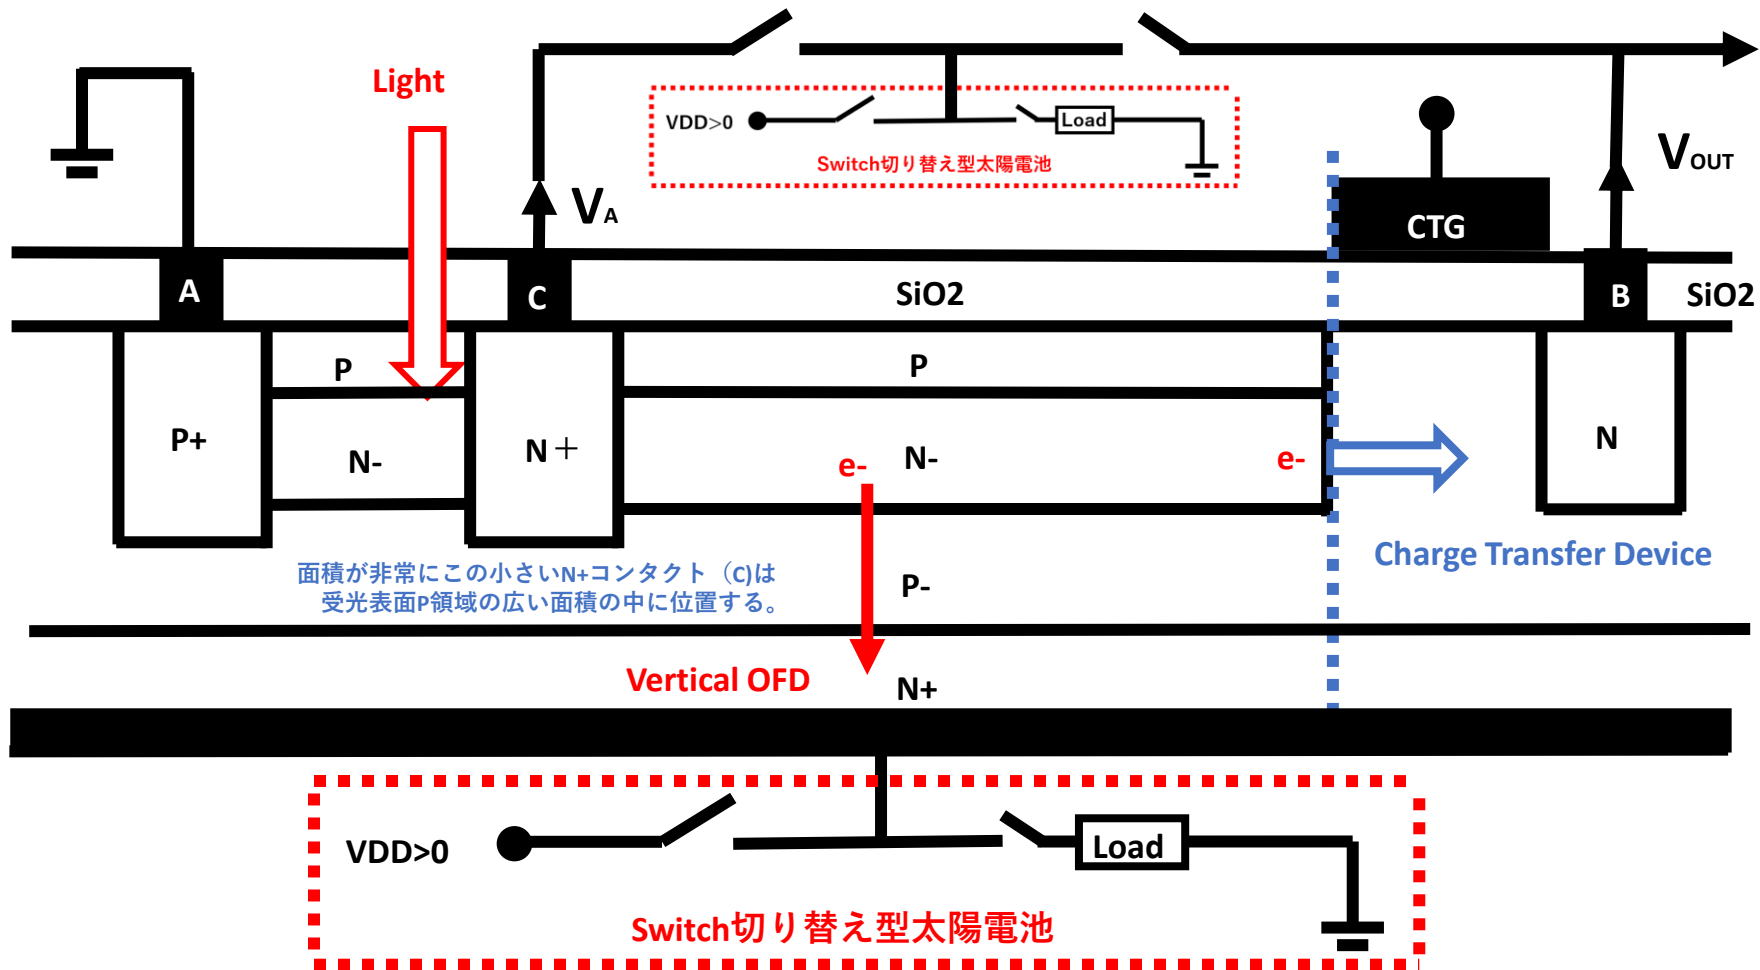 Light
VDD>0
Load
Switch切り替え型太陽電池
VA
VOUT
CTG
A
C
SiO2
B
SiO2
P
P
P+
N-
N＋
e-
N-
e-
N
Charge Transfer Device
面積が非常にこの小さいN+コンタクト（C)は
受光表面P領域の広い面積の中に位置する。
P-
Vertical OFD
N+
VDD>0
Load
Switch切り替え型太陽電池